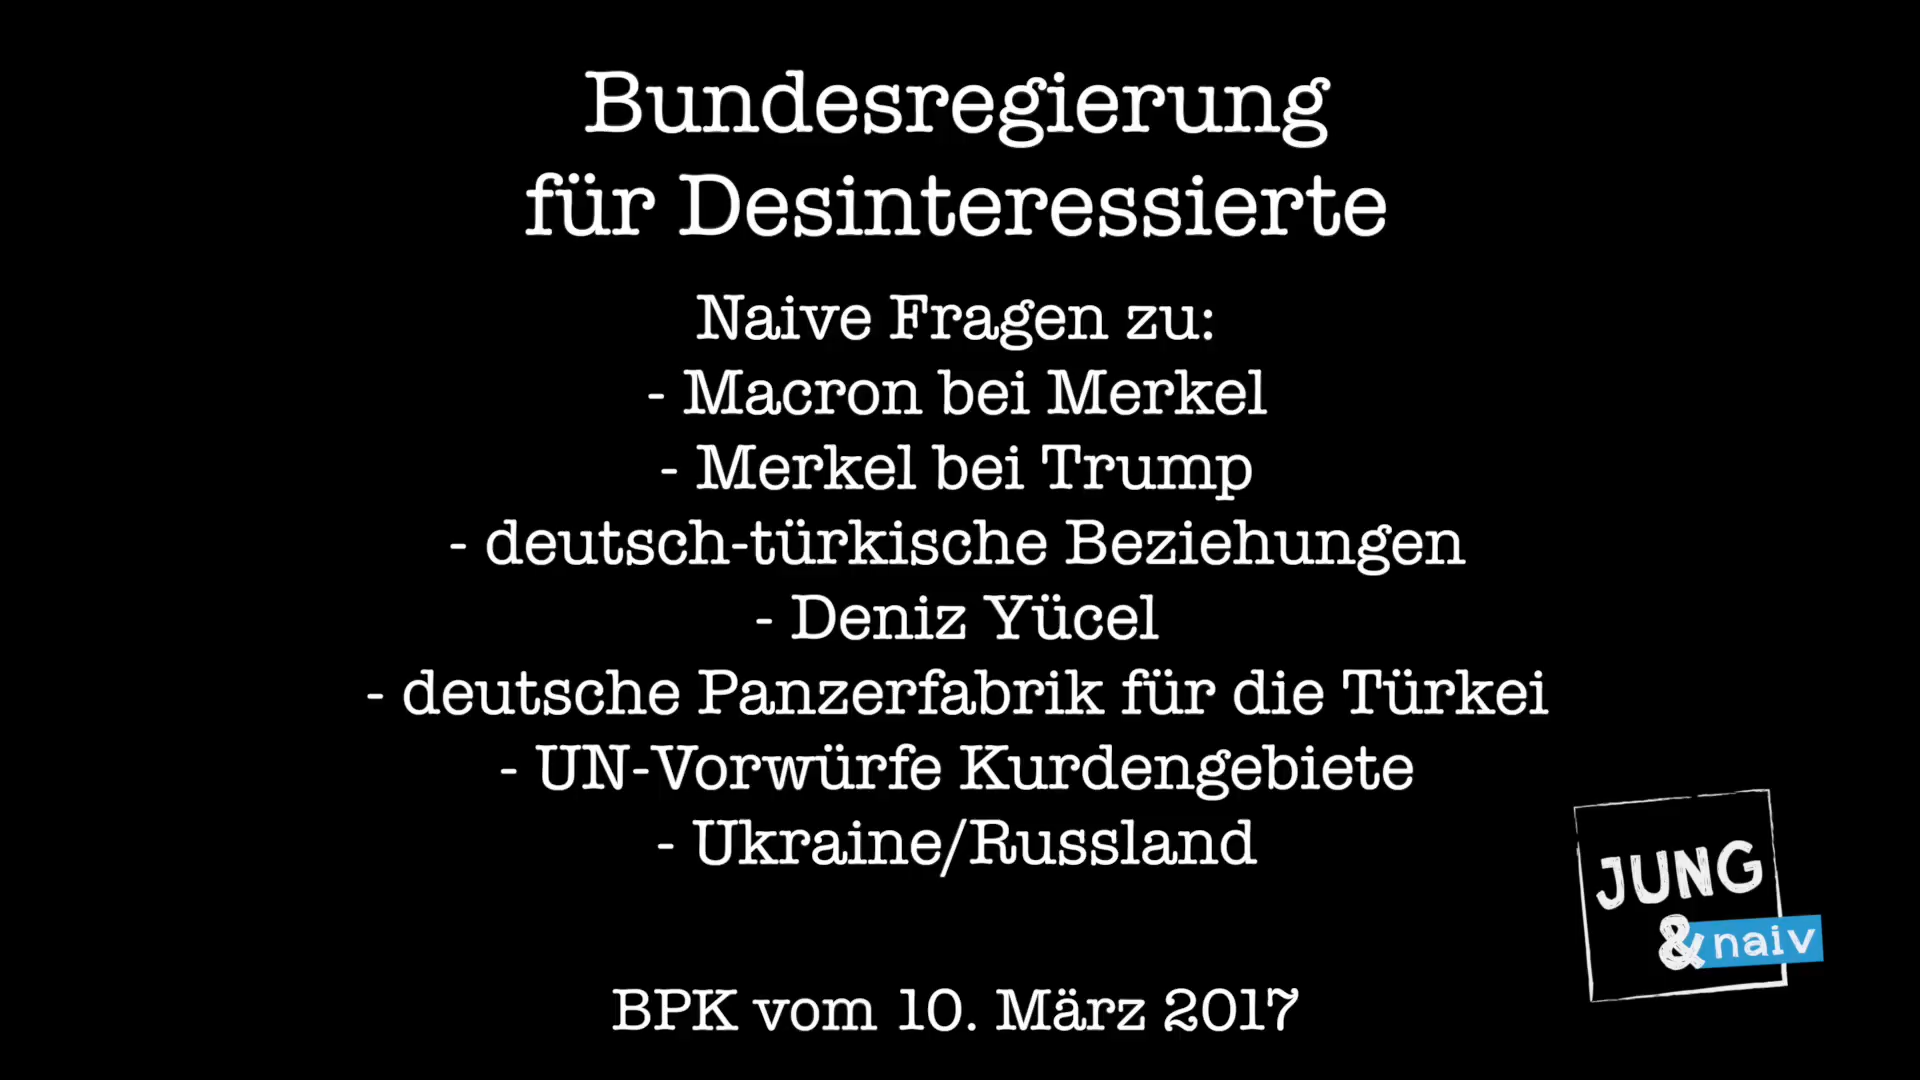 Bundesregierung
für Desinteressierte
Naive Fragen zu:
- Macron bei Merkel
- Merkel bei Trump
- deutsch-türkische Beziehungen
- Deniz Yücel
- deutsche Panzerfabrik für die Türkei
- UN-Vorwürfe Kurdengebiete
- Ukraine/Russland
JUNG
& naiv
BPK vom 10. März 2017